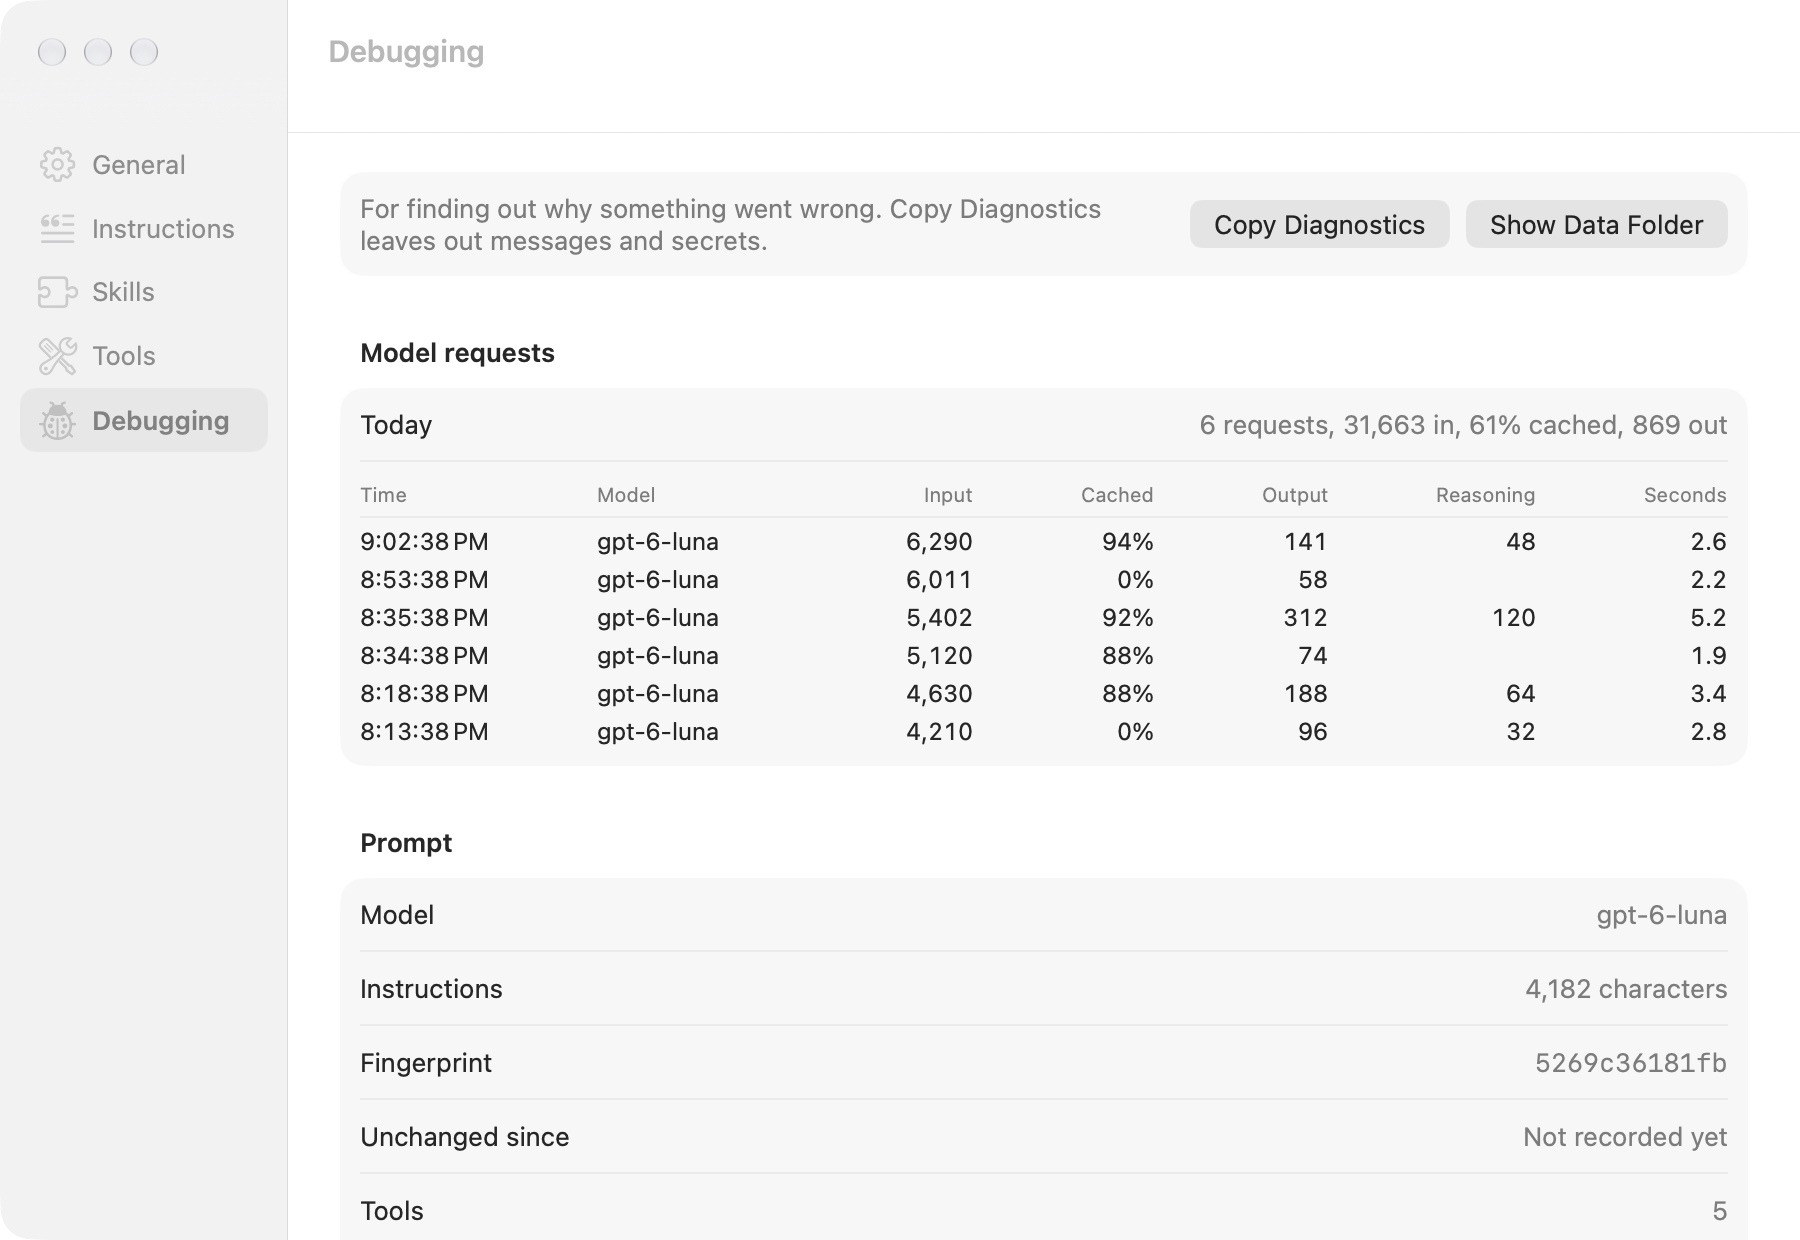 Debugging
General
Instructions
Skills
Tools
Debugging
For finding out why something went wrong. Copy Diagnostics
leaves out messages and secrets.
Copy Diagnostics
Show Data Folder
Model requests
Today
6 requests, 31,663 in, 61% cached, 869 out
Time Model Input Cached Output Reasoning Seconds
9:02:38 PM gpt-6-luna 6,290 94% 141 48 2.6
8:53:38 PM gpt-6-luna 6,011 0% 58 2.2
8:35:38 PM gpt-6-luna 5,402 92% 312 120 5.2
8:34:38 PM gpt-6-luna 5,120 88% 74 1.9
8:18:38 PM gpt-6-luna 4,630 88% 188 64 3.4
8:13:38 PM gpt-6-luna 4,210 0% 96 32 2.8
Prompt
Model gpt-6-luna
Instructions 4,182 characters
Fingerprint 5269c36181fb
Unchanged since Not recorded yet
Tools 5